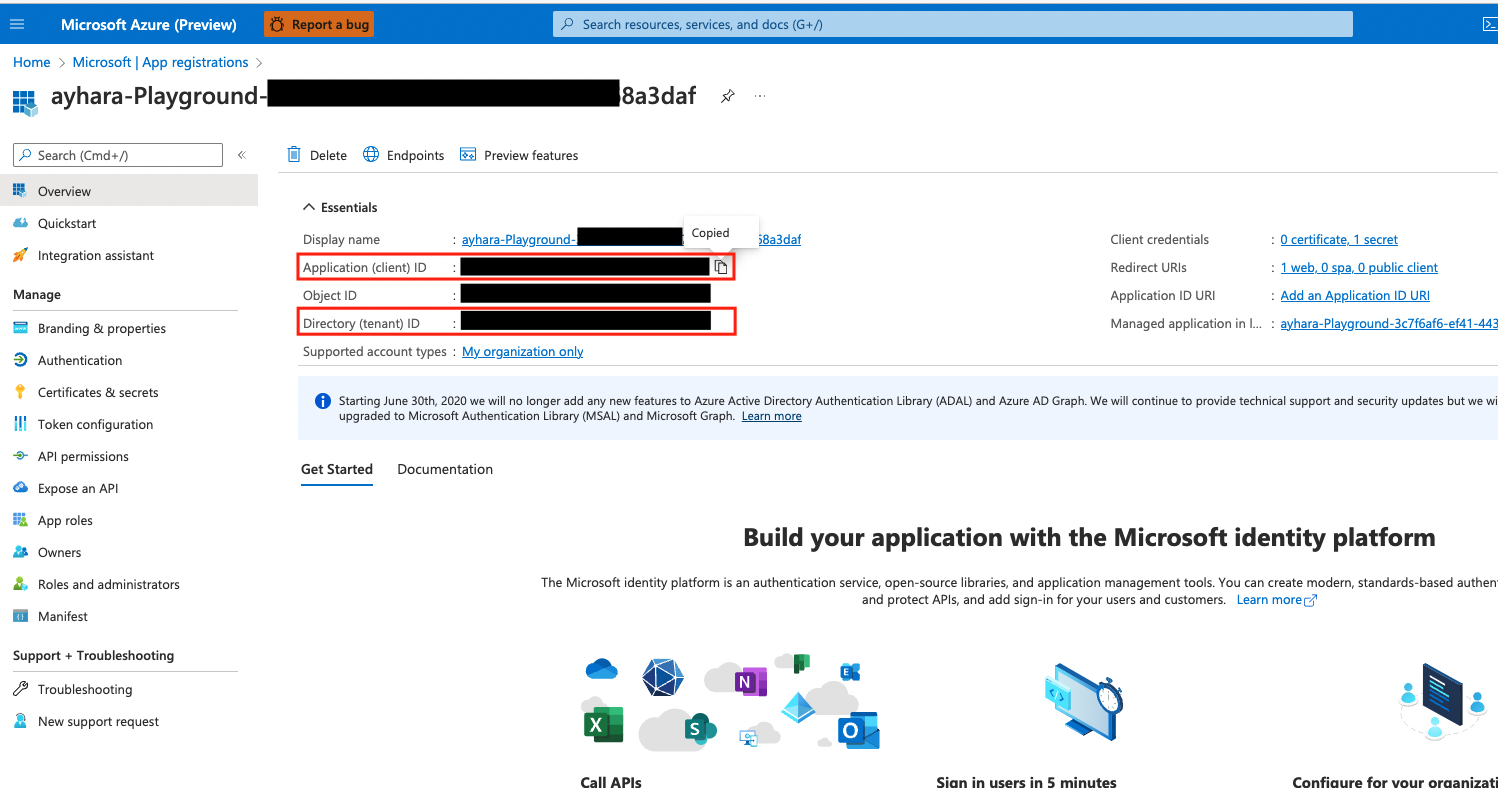 Microsoft Azure (Preview) Report a bug Search resources, services, and docs (G+/)
Home > Microsoft | App registrations >
ayhara-Playground- 8a3daf ...
Search (Cmd+/) «
Delete Endpoints Preview features
Overview
Quickstart
Integration assistant
Manage
Branding & properties
Authentication
Certificates & secrets
Token configuration
API permissions
Expose an API
App roles
Owners
Roles and administrators
Manifest
Support + Troubleshooting
Troubleshooting
New support request
Essentials
Copied
Display name : ayhara-Playground- 58a3daf
Application (client) ID :
Object ID :
Directory (tenant) ID :
Supported account types : My organization only
Client credentials : 0 certificate, 1 secret
Redirect URIs : 1 web, 0 spa, 0 public client
Application ID URI : Add an Application ID URI
Managed application in l... : ayhara-Playground-3c7f6af6-ef41-443
Starting June 30th, 2020 we will no longer add any new features to Azure Active Directory Authentication Library (ADAL) and Azure AD Graph. We will continue to provide technical support and security updates but we wi
upgraded to Microsoft Authentication Library (MSAL) and Microsoft Graph. Learn more
Get Started Documentation
Build your application with the Microsoft identity platform
The Microsoft identity platform is an authentication service, open-source libraries, and application management tools. You can create modern, standards-based authent
and protect APIs, and add sign-in for your users and customers. Learn more
N
E
X
S
O
Call APIs
Sign in users in 5 minutes
Configure for your organizati